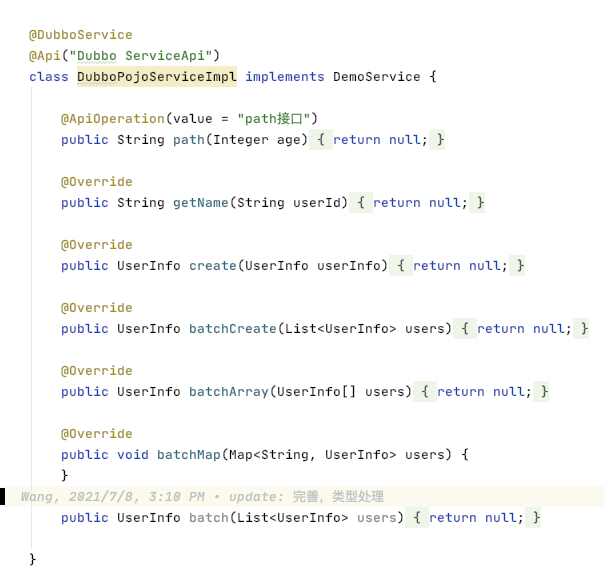 @DubboService
@Api("Dubbo ServiceApi")
class DubboPojoServiceImpl implements DemoService {
@ApiOperation(value = "path接口")
public String path(Integer age) { return null; }
@Override
public String getName(String userId) { return null; }
@Override
public UserInfo create(UserInfo userInfo) { return null; }
@Override
public UserInfo batchCreate(List<UserInfo> users) { return null; }
@Override
public UserInfo batchArray(UserInfo[] users) { return null; }
@Override
public void batchMap(Map<String, UserInfo> users) {
}
Wang, 2021/7/8, 3:10 PM • update: 完善，类型处理
public UserInfo batch(List<UserInfo> users) { return null; }
}